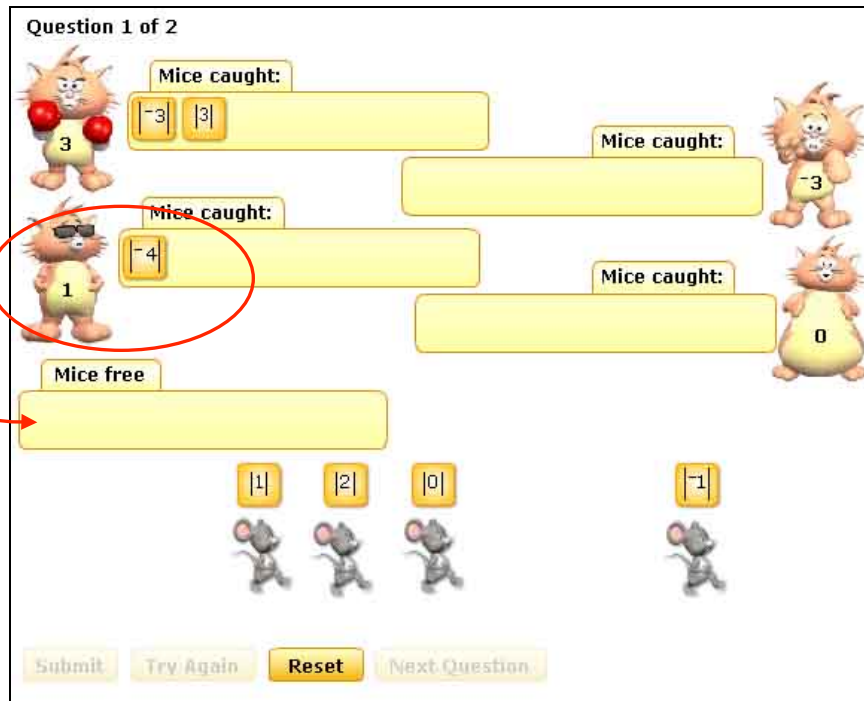 Question 1 of 2
Mice caught:
3
|⁻3| |3|
Mice caught:
⁻3
Mice caught:
1
|⁻4|
Mice caught:
0
Mice free
|1| |2| |0| |⁻1|
Submit Try Again Reset Next Question